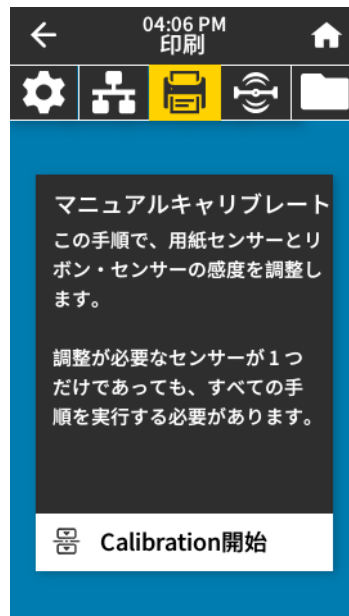 04:06 PM
印刷
マニュアルキャリブレート
この手順で、用紙センサーとリ
ボン・センサーの感度を調整し
ます。
調整が必要なセンサーが１つ
だけであっても、すべての手
順を実行する必要があります。
Calibration開始